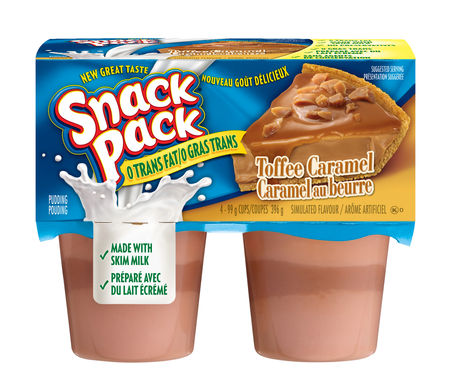 NEW GREAT TASTE
NOUVEAU GOÛT DÉLICIEUX
Snack
Pack
0 TRANS FAT/0 GRAS TRANS
SUGGESTED SERVING
PRÉSENTATION SUGGÉRÉE
Toffee Caramel
Caramel au beurre
PUDDING
POUDING
4 - 99 g CUPS/COUPES 396 g
SIMULATED FLAVOUR / ARÔME ARTIFICIEL
MADE WITH
SKIM MILK
PRÉPARÉ AVEC
DU LAIT ÉCRÉMÉ